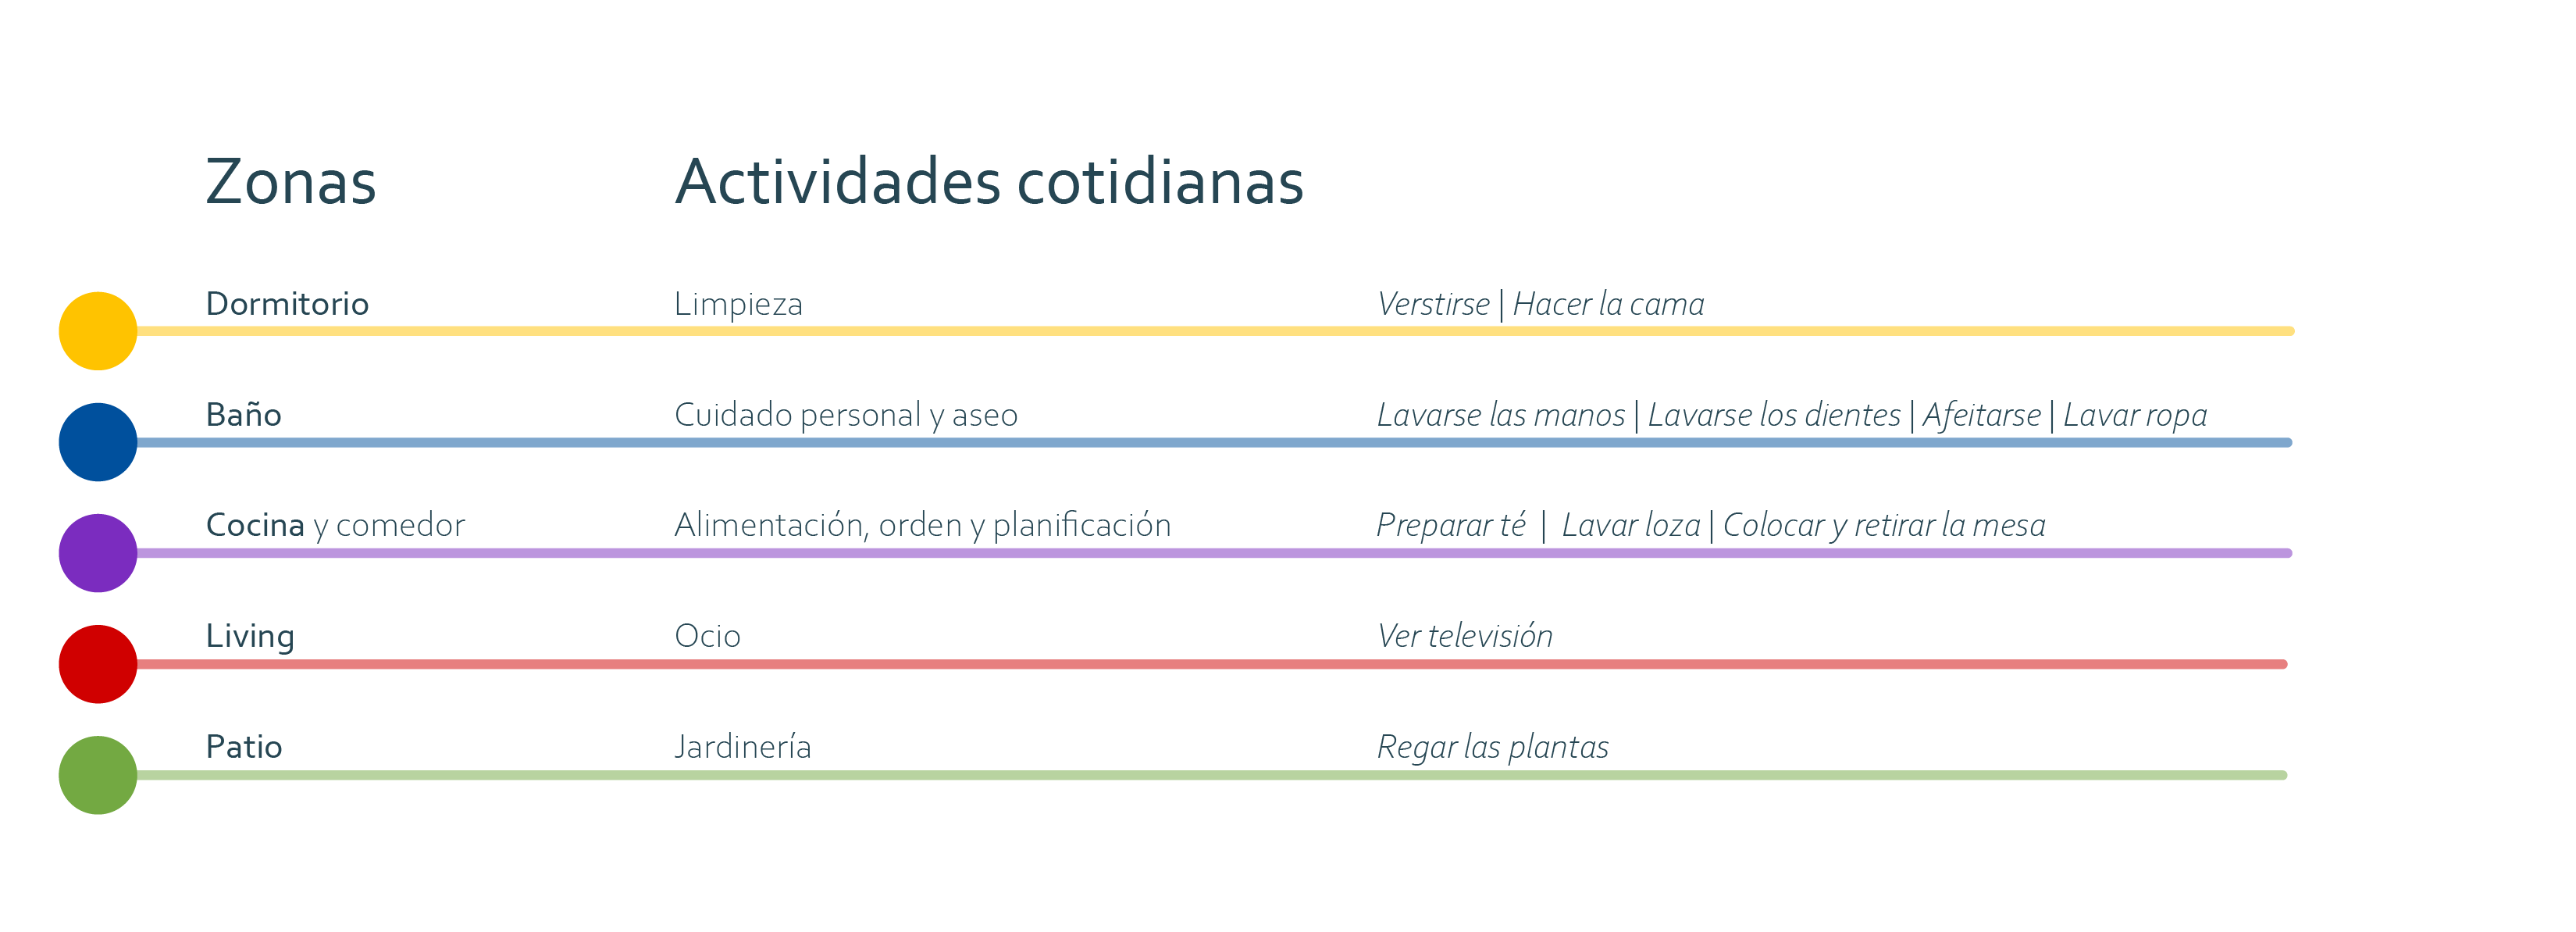 Zonas Actividades cotidianas
Dormitorio Limpieza Verstirse | Hacer la cama
Baño Cuidado personal y aseo Lavarse las manos | Lavarse los dientes | Afeitarse | Lavar ropa
Cocina y comedor Alimentación, orden y planificación Preparar té | Lavar loza | Colocar y retirar la mesa
Living Ocio Ver televisión
Patio Jardinería Regar las plantas